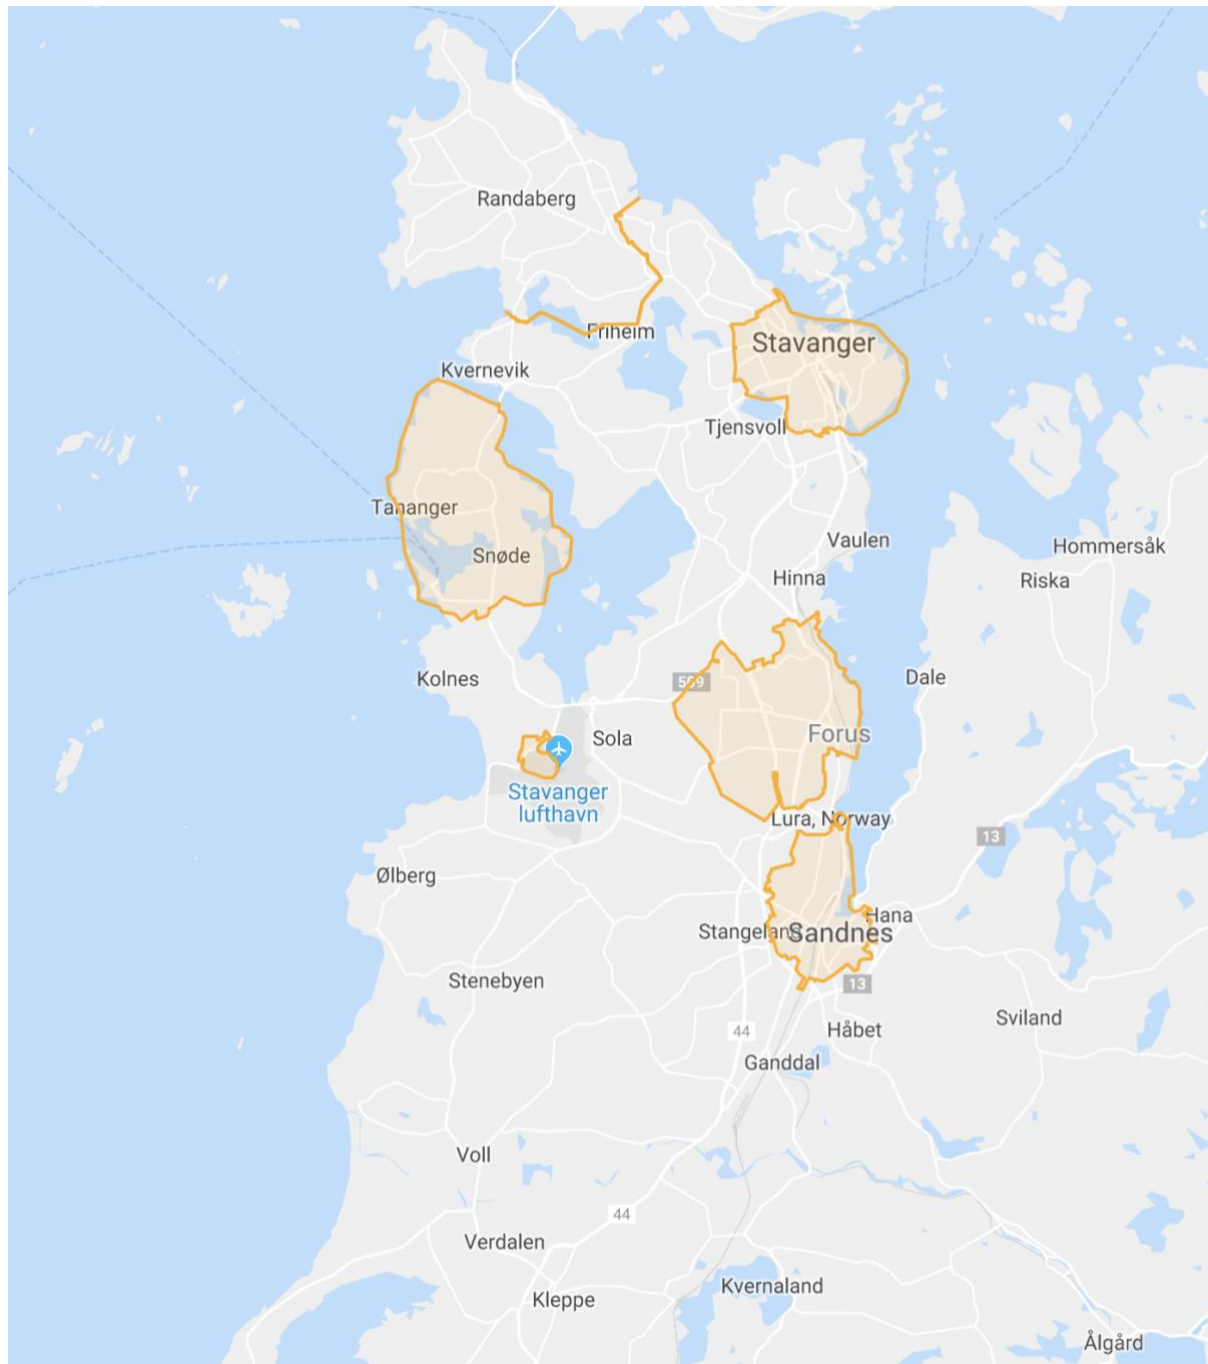 Randaberg
Friheim
Stavanger
Kvernevik
Tjensvoll
Tananger
Vaulen
Hommersåk
Snøde
Hinna
Riska
Kolnes
509
Dale
Forus
Sola
Stavanger
lufthavn
Lura, Norway
13
Ølberg
Hana
Stangeland
Sandnes
Stenebyen
13
Sviland
44
Håbet
Ganddal
Voll
44
Verdalen
Kvernaland
Kleppe
Ålgård